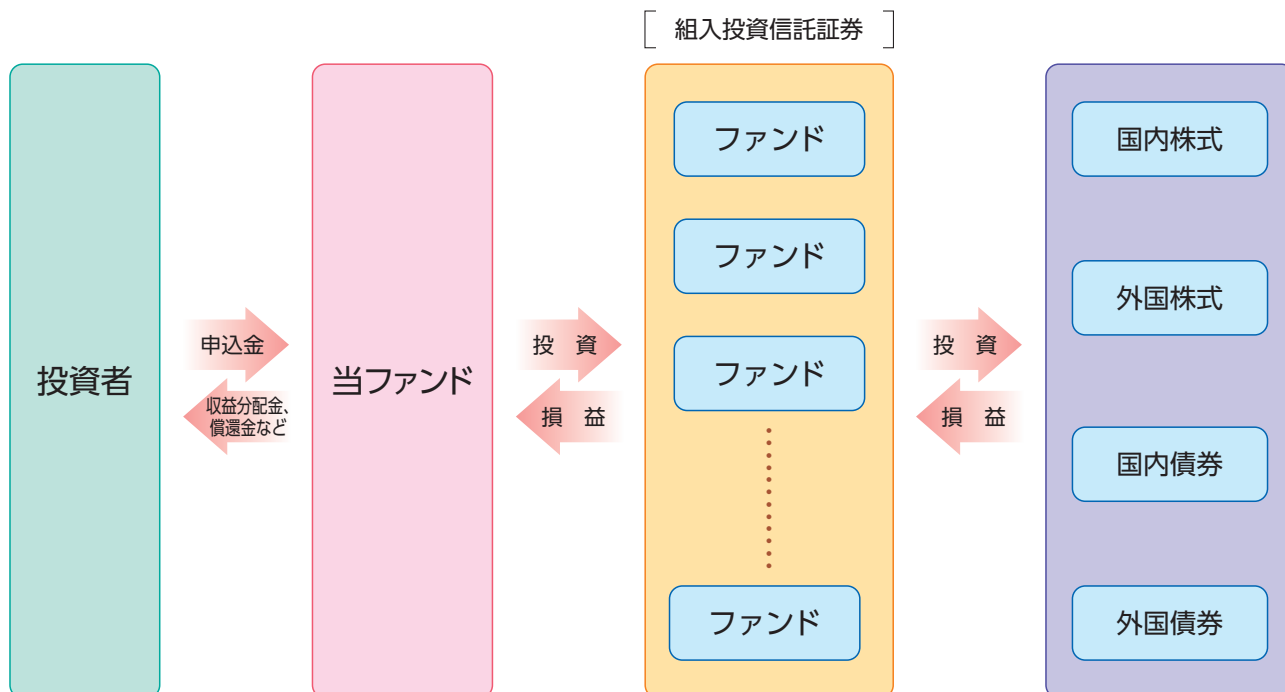 組入投資信託証券
投資者
申込金
収益分配金、
償還金など
当ファンド
投 資
損 益
ファンド
ファンド
ファンド
ファンド
投 資
損 益
国内株式
外国株式
国内債券
外国債券